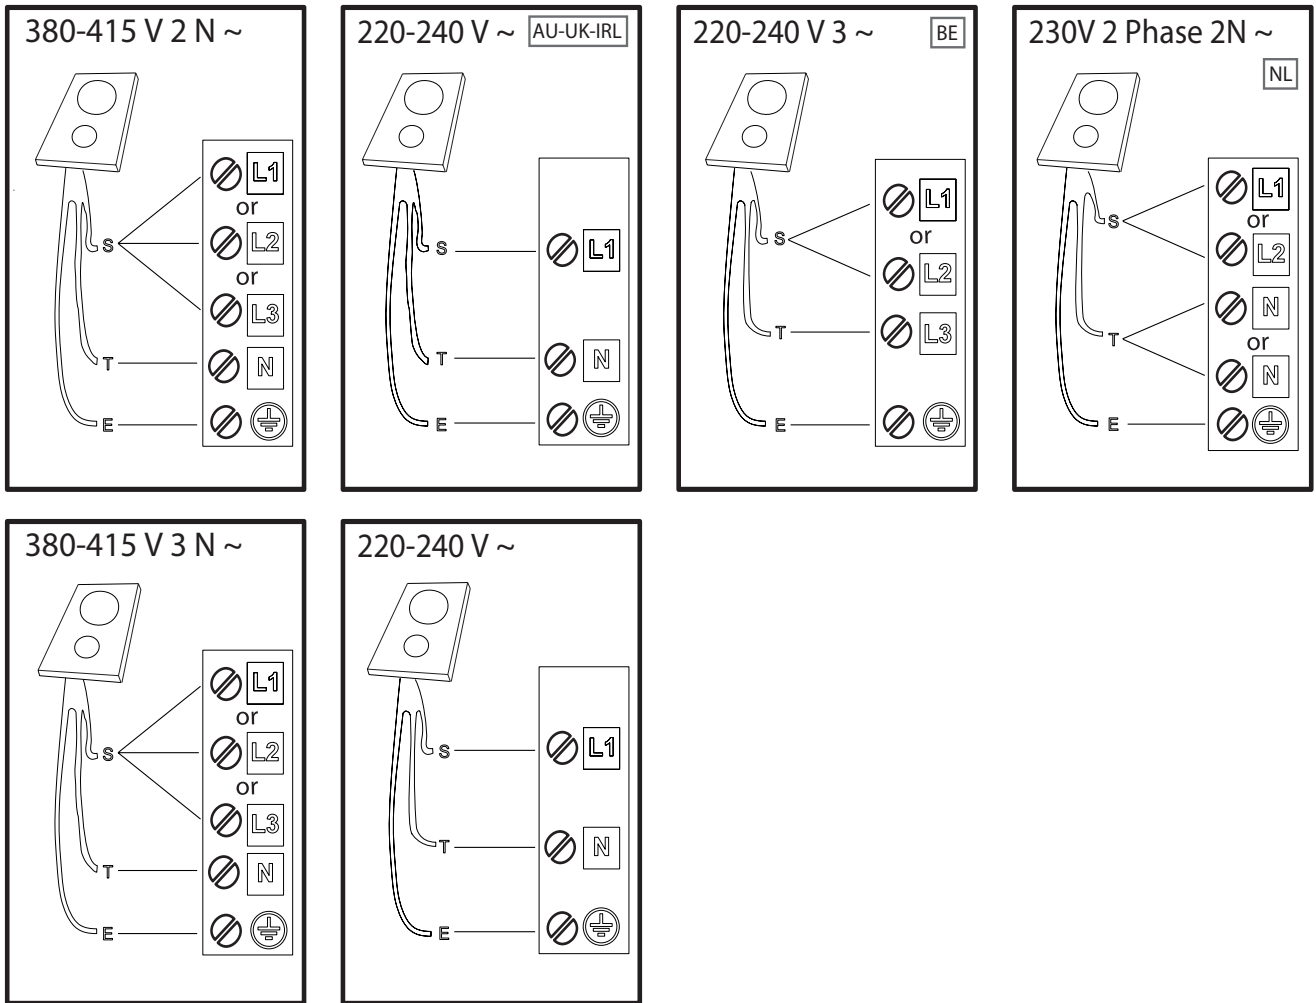 380-415 V 2 N ~
S
T
E
L1
or
L2
or
L3
N
220-240 V ~ AU-UK-IRL
S
T
E
L1
N
220-240 V 3 ~ BE
S
T
E
L1
or
L2
L3
230V 2 Phase 2N ~
NL
S
T
E
L1
or
L2
N
or
N
380-415 V 3 N ~
S
T
E
L1
or
L2
or
L3
N
220-240 V ~
S
T
E
L1
N